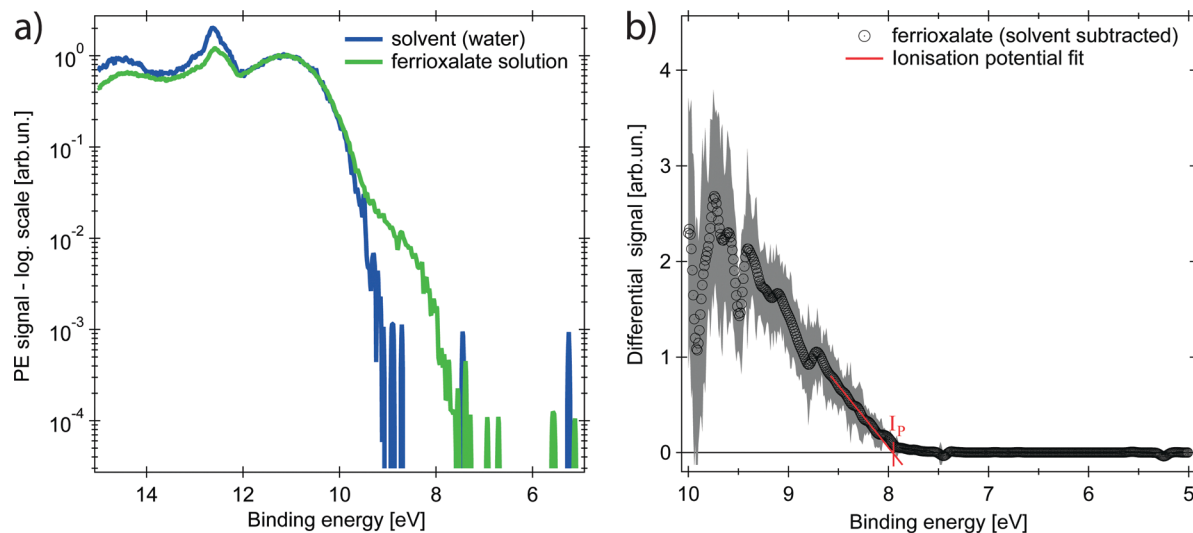 a)
solvent (water)
ferrioxalate solution
10^0
10^-1
10^-2
10^-3
10^-4
PE signal - log. scale [arb.un.]
14
12
10
8
6
Binding energy [eV]
b)
ferrioxalate (solvent subtracted)
Ionisation potential fit
4
3
2
1
0
Differential signal [arb.un.]
I_P
10
9
8
7
6
5
Binding energy [eV]